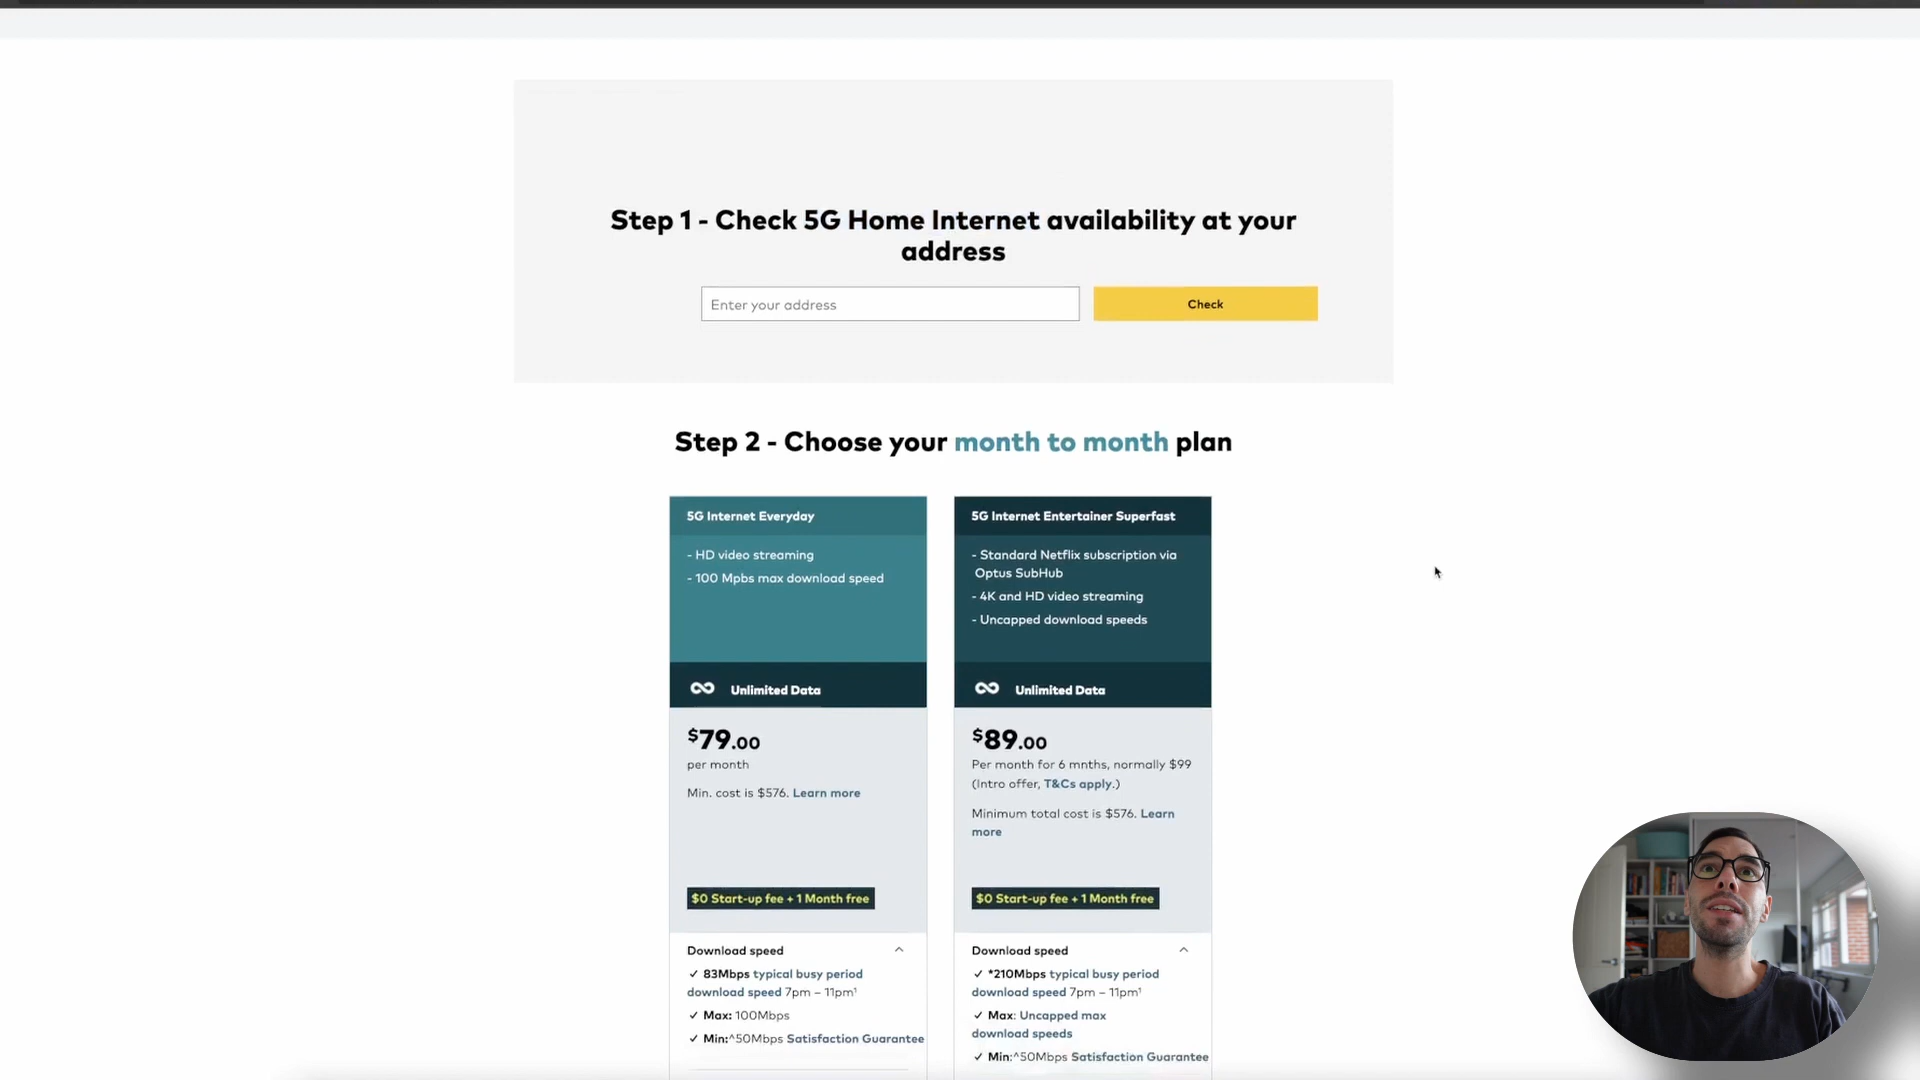 Step 1 - Check 5G Home Internet availability at your
address
Enter your address
Check
Step 2 - Choose your month to month plan
5G Internet Everyday
- HD video streaming
- 100 Mpbs max download speed
Unlimited Data
$79.00
per month
Min. cost is $576. Learn more
$0 Start-up fee + 1 Month free
Download speed
✓ 83Mbps typical busy period
download speed 7pm – 11pm¹
✓ Max: 100Mbps
✓ Min:^50Mbps Satisfaction Guarantee
5G Internet Entertainer Superfast
- Standard Netflix subscription via
Optus SubHub
- 4K and HD video streaming
- Uncapped download speeds
Unlimited Data
$89.00
Per month for 6 mnths, normally $99
(Intro offer, T&Cs apply.)
Minimum total cost is $576. Learn
more
$0 Start-up fee + 1 Month free
Download speed
✓ *210Mbps typical busy period
download speed 7pm – 11pm¹
✓ Max: Uncapped max
download speeds
✓ Min:^50Mbps Satisfaction Guarantee